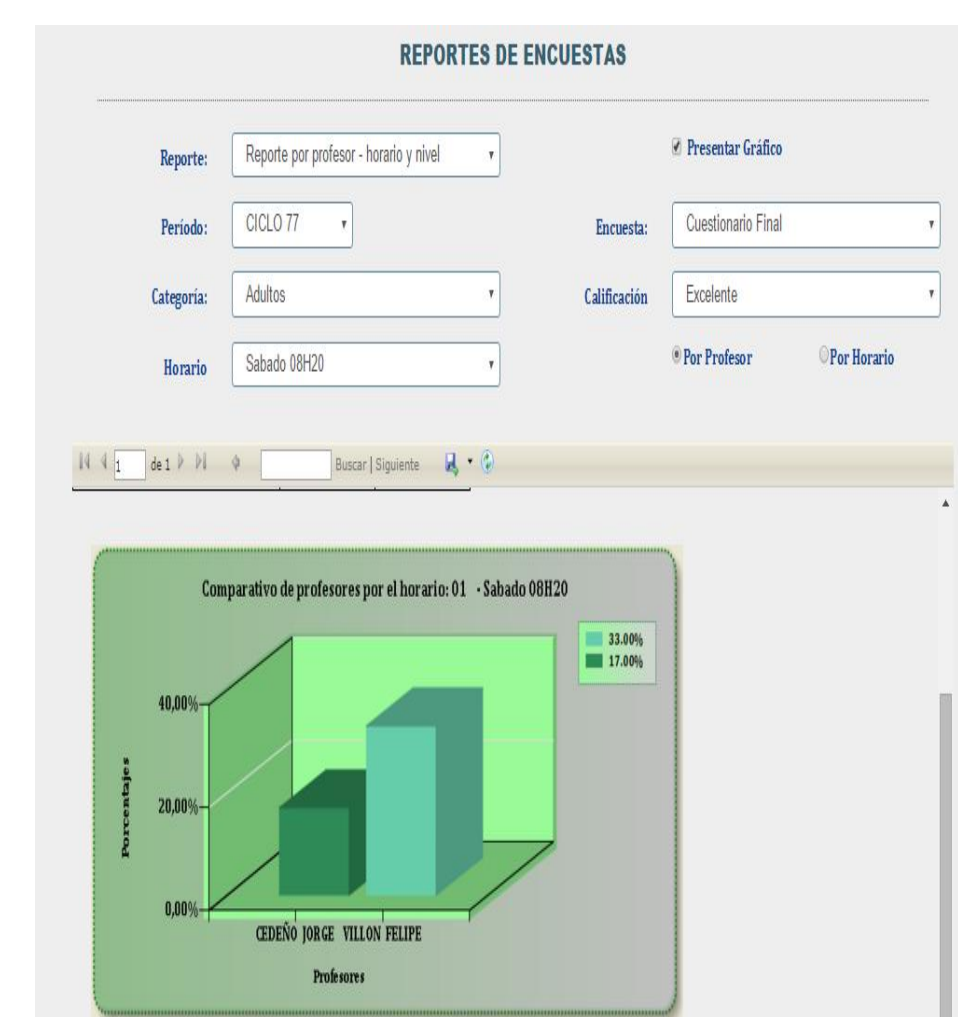 REPORTES DE ENCUESTAS
Reporte: Reporte por profesor - horario y nivel Presentar Gráfico
Período: CICLO 77 Encuesta: Cuestionario Final
Categoría: Adultos Calificación Excelente
Horario Sabado 08H20 Por Profesor Por Horario
1 de 1 Buscar | Siguiente
Comparativo de profesores por el horario: 01 - Sabado 08H20
33.00%
17.00%
40,00%
20,00%
0,00%
Porcentajes
CEDEÑO JORGE VILLON FELIPE
Profesores